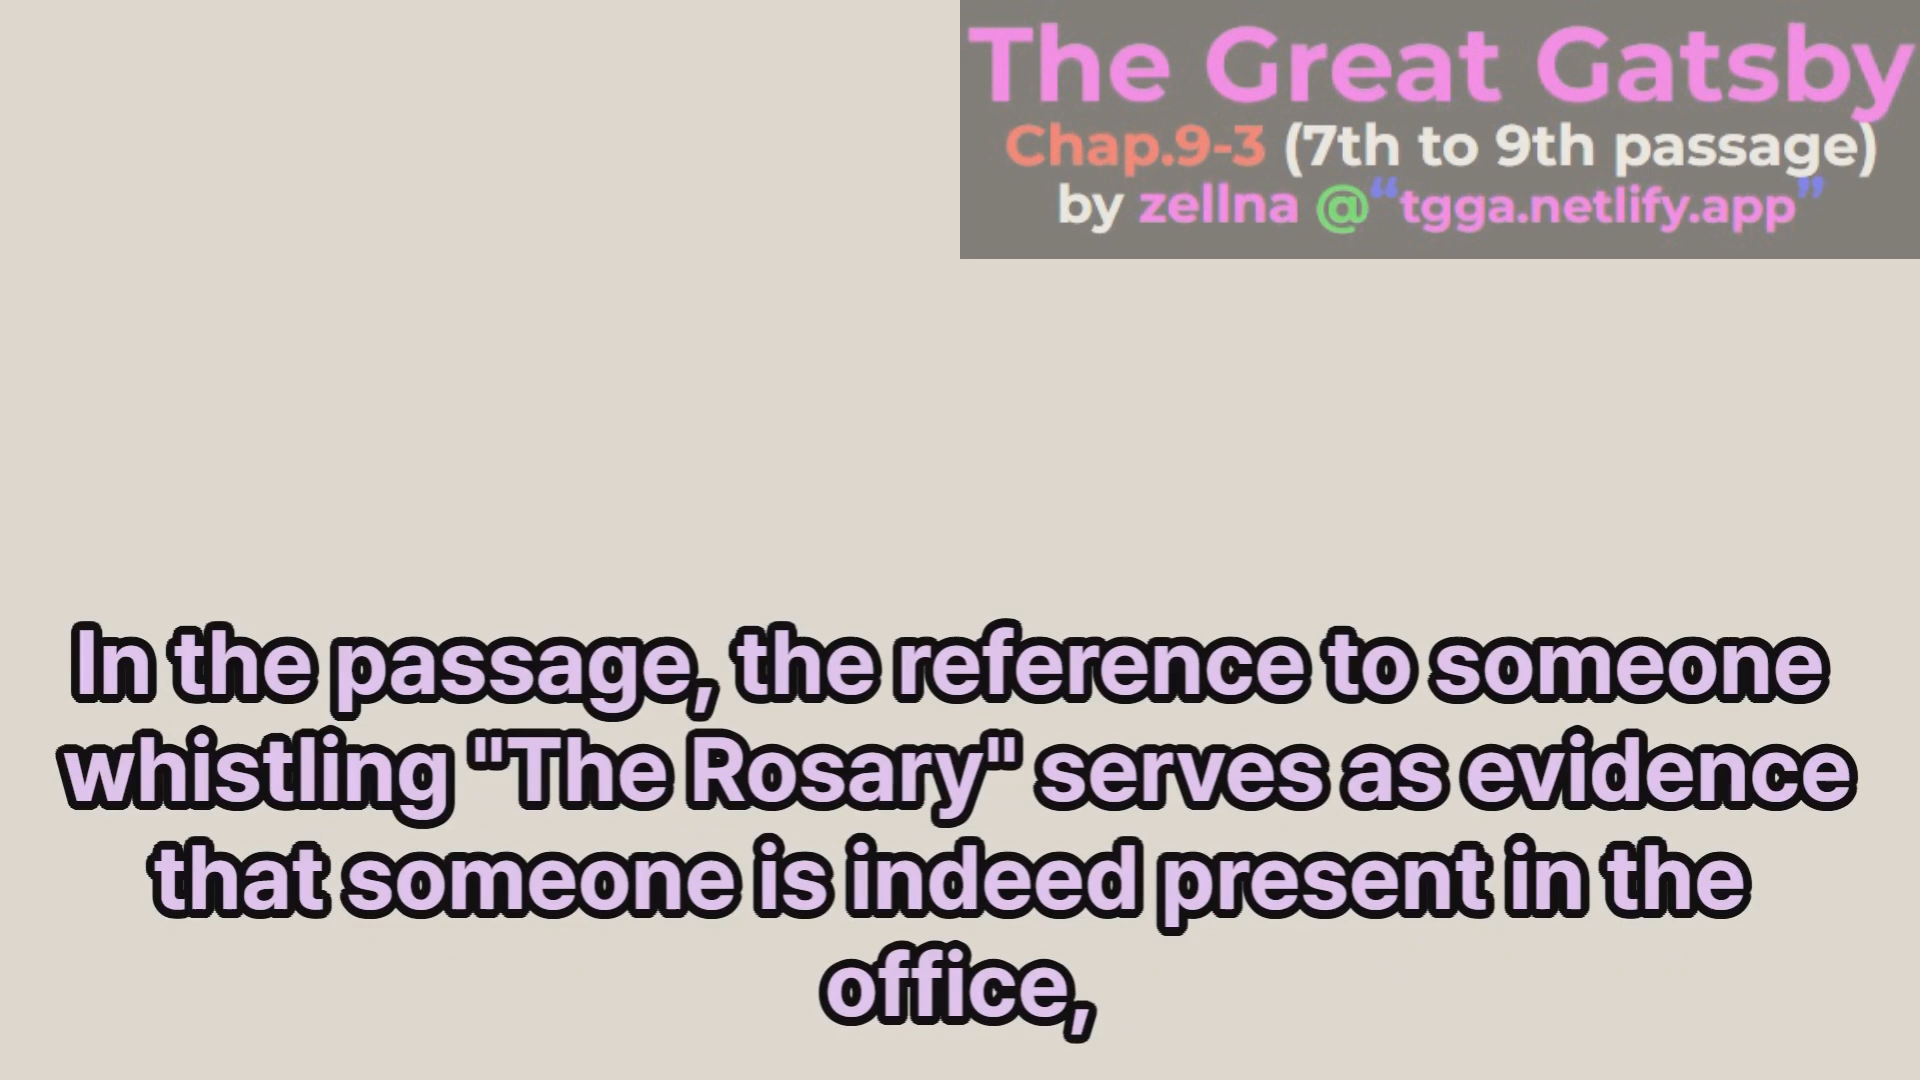 The Great Gatsby
Chap.9-3 (7th to 9th passage)
by zellna @“tgga.netlify.app”
In the passage, the reference to someone
whistling "The Rosary" serves as evidence
that someone is indeed present in the
office,